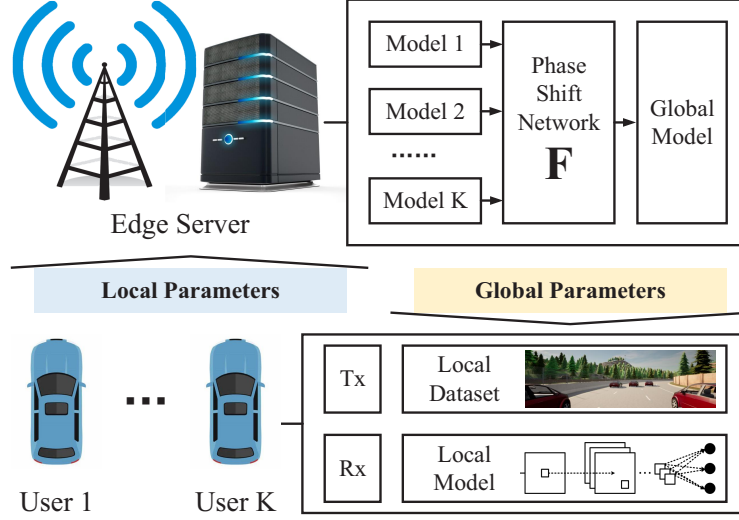 Model 1
Model 2
......
Model K
Phase
Shift
Network
F
Global
Model
Edge Server
Local Parameters
Global Parameters
Tx
Local
Dataset
...
Rx
Local
Model
User 1
User K